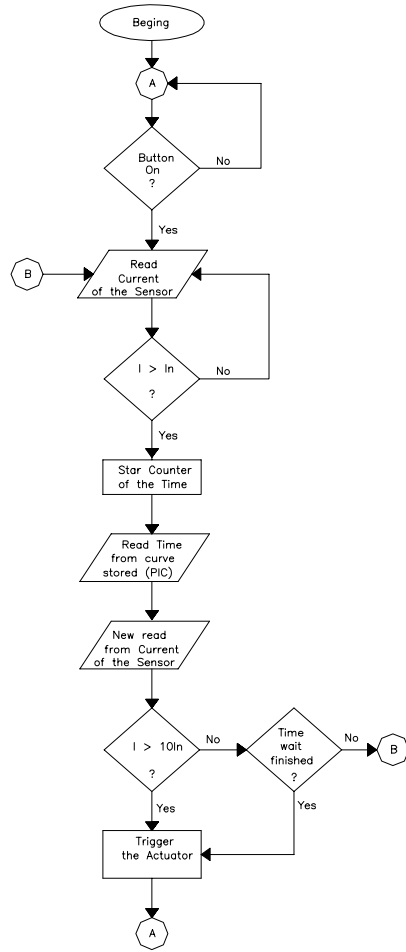 Beging
A
Button
On
?
No
Yes
B
Read
Current
of the Sensor
I > In
?
No
Yes
Star Counter
of the Time
Read Time
from curve
stored (PIC)
New read
from Current
of the Sensor
I > 10In
?
No
Yes
Time
wait
finished
?
No
B
Yes
Trigger
the Actuator
A